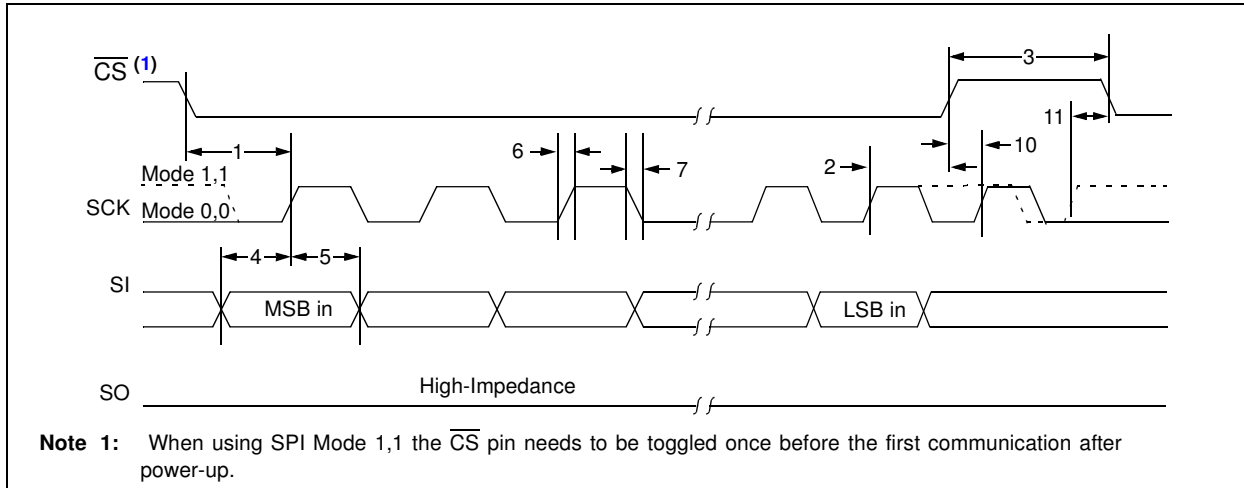 CS (1)
3
11
1
6
7
2
10
Mode 1,1
SCK
Mode 0,0
4
5
SI
MSB in
LSB in
SO
High-Impedance
Note 1: When using SPI Mode 1,1 the CS pin needs to be toggled once before the first communication after
power-up.